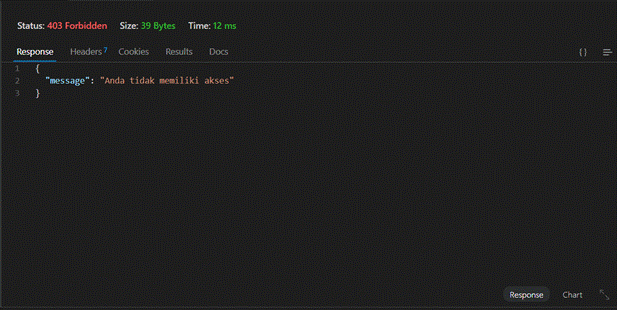 Status: 403 Forbidden Size: 39 Bytes Time: 12 ms
Response Headers 7 Cookies Results Docs { }
1 {
2 "message": "Anda tidak memiliki akses"
3 }
Response Chart